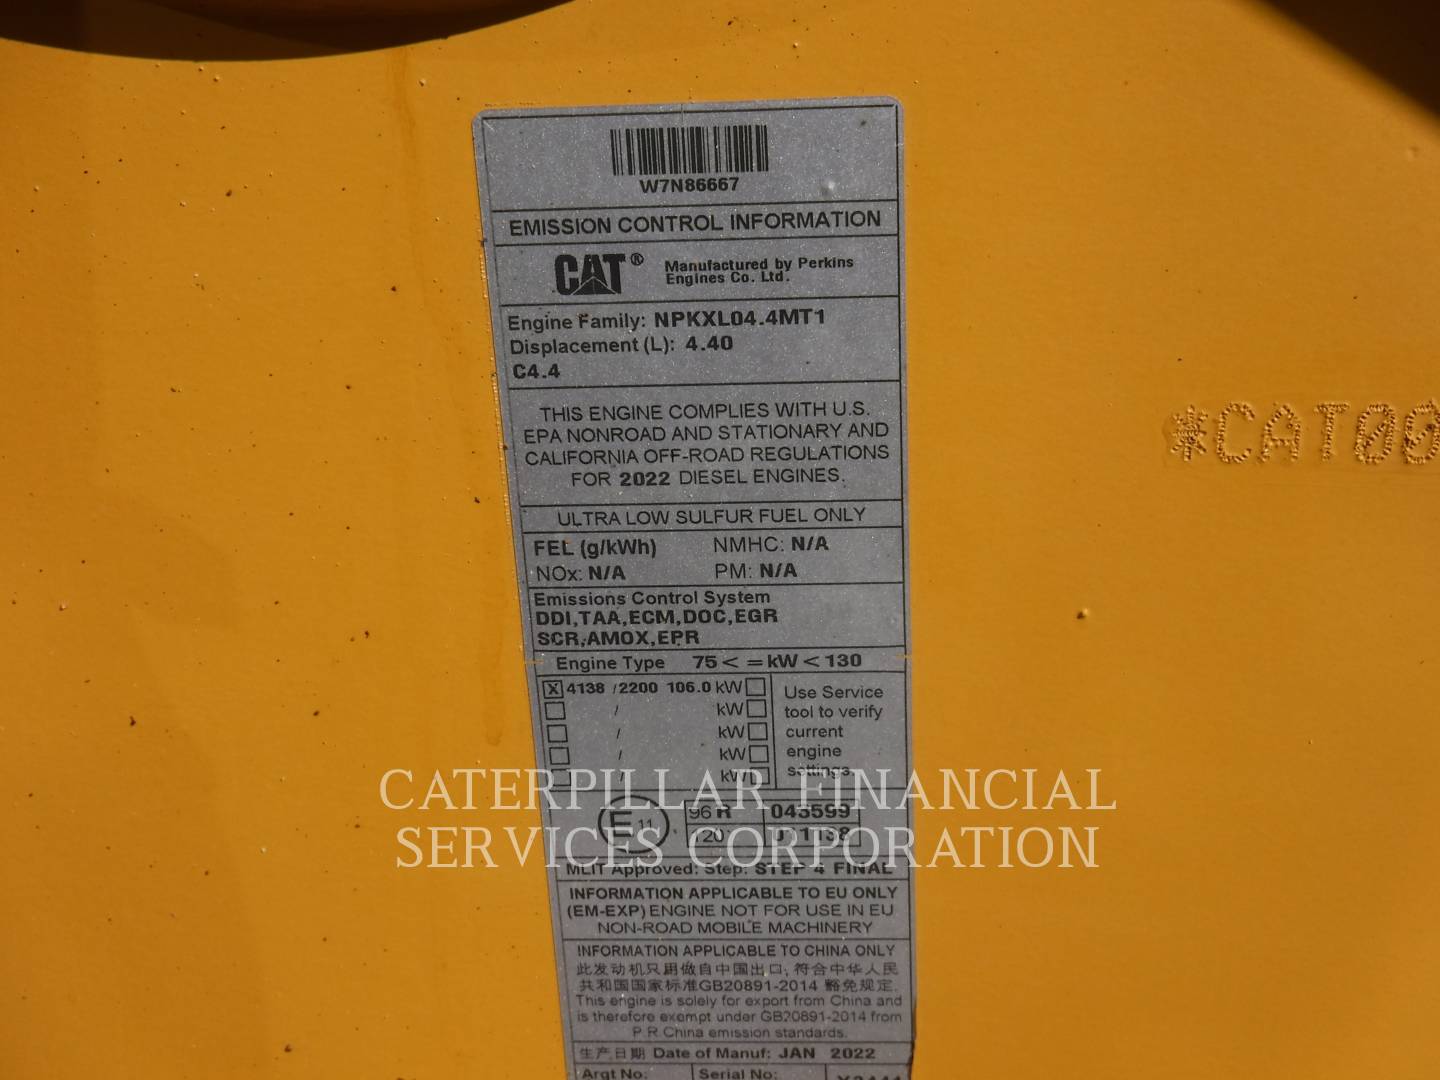 W7N86667
EMISSION CONTROL INFORMATION
CAT® Manufactured by Perkins
Engines Co. Ltd.
Engine Family: NPKXL04.4MT1
Displacement (L): 4.40
C4.4
THIS ENGINE COMPLIES WITH U.S.
EPA NONROAD AND STATIONARY AND
CALIFORNIA OFF-ROAD REGULATIONS
FOR 2022 DIESEL ENGINES.
ULTRA LOW SULFUR FUEL ONLY
FEL (g/kWh) NMHC: N/A
NOx: N/A PM: N/A
Emissions Control System
DDI,TAA,ECM,DOC,EGR
SCR,AMOX,EPR
Engine Type 75 < = kW < 130
X 4138 /2200 106.0 kW
/ kW
/ kW
/ kW
/ kW
Use Service
tool to verify
current
engine
settings.
E 11
96 R 043599
120 011138
MLIT Approved: Step: STEP 4 FINAL
INFORMATION APPLICABLE TO EU ONLY
(EM-EXP) ENGINE NOT FOR USE IN EU
NON-ROAD MOBILE MACHINERY
INFORMATION APPLICABLE TO CHINA ONLY
此发动机只用做自中国出口, 符合中华人民
共和国国家标准GB20891-2014 豁免规定.
This engine is solely for export from China and
is therefore exempt under GB20891-2014 from
P R China emission standards.
生产日期 Date of Manuf: JAN 2022
Argt No: Serial No:
*CAT00
CATERPILLAR FINANCIAL
SERVICES CORPORATION